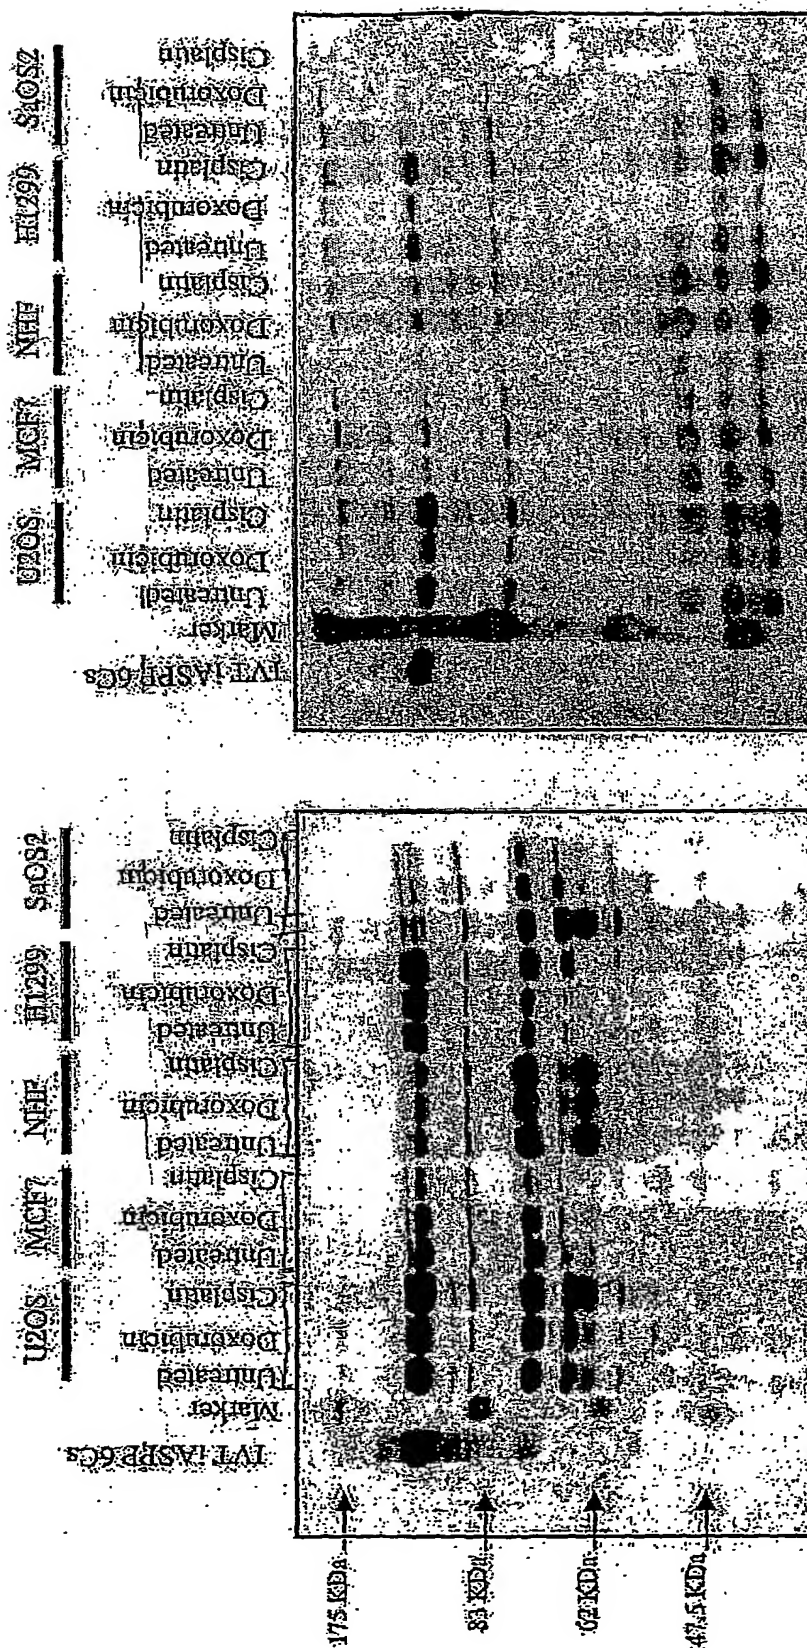 U2OS
MCF7
NHF
H1299
SaOS2
IVT iASPP 6Cs
Marker
Untreated
Doxorubicin
Cisplatin
Untreated
Doxorubicin
Cisplatin
Untreated
Doxorubicin
Cisplatin
Untreated
Doxorubicin
Cisplatin
Untreated
Doxorubicin
Cisplatin
175 KDa
83 KDa
62 KDa
47.5 KDa
U2OS
MCF7
NHF
H1299
SaOS2
IVT iASPP 6Cs
Marker
Untreated
Doxorubicin
Cisplatin
Untreated
Doxorubicin
Cisplatin
Untreated
Doxorubicin
Cisplatin
Untreated
Doxorubicin
Cisplatin
Untreated
Doxorubicin
Cisplatin